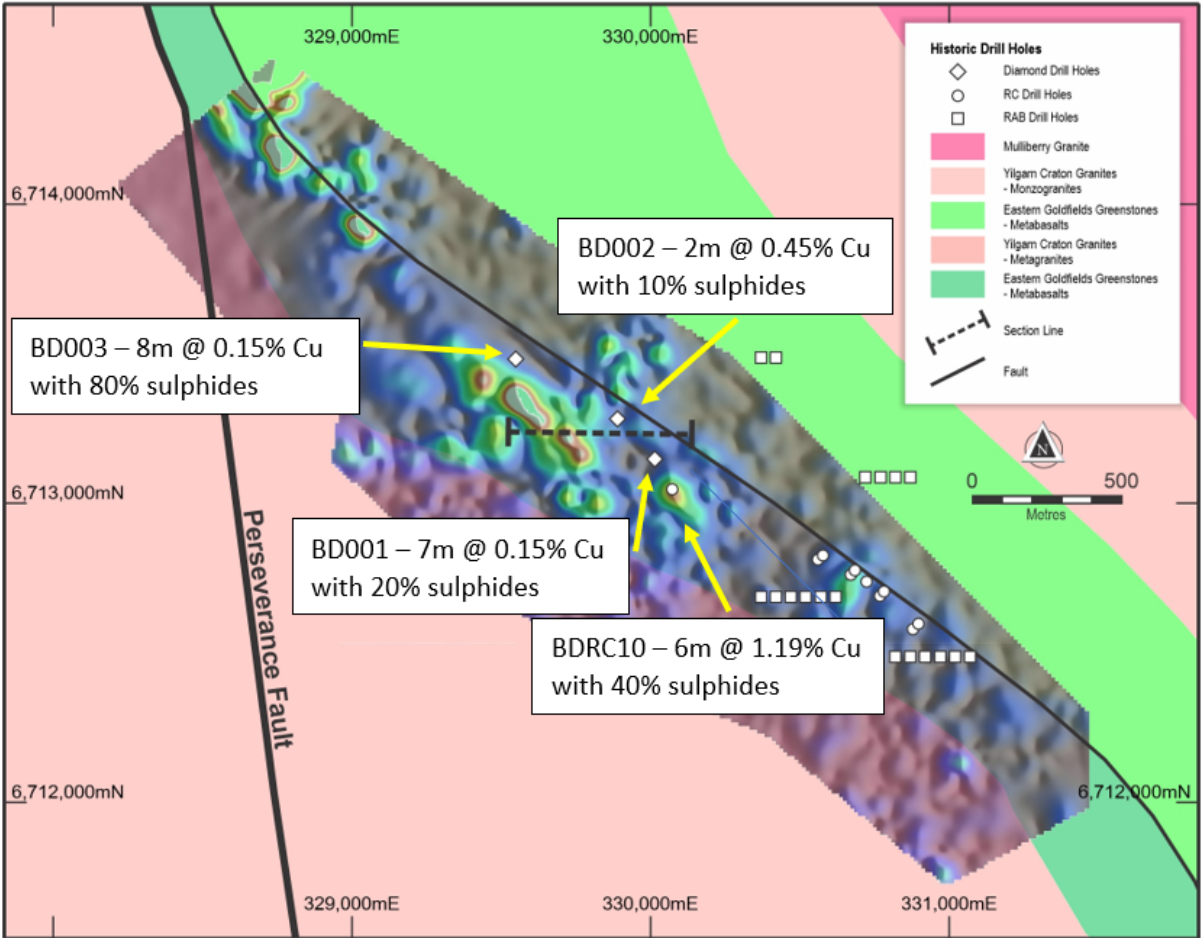 329,000mE
330,000mE
Historic Drill Holes
Diamond Drill Holes
RC Drill Holes
RAB Drill Holes
Mulliberry Granite
Yilgarn Craton Granites
- Monzogranites
Eastern Goldfields Greenstones
- Metabasalts
Yilgarn Craton Granites
- Metagranites
Eastern Goldfields Greenstones
- Metabasalts
Section Line
Fault
6,714,000mN
BD002 – 2m @ 0.45% Cu
with 10% sulphides
BD003 – 8m @ 0.15% Cu
with 80% sulphides
N
0
500
Metres
6,713,000mN
BD001 – 7m @ 0.15% Cu
with 20% sulphides
Perseverance Fault
BDRC10 – 6m @ 1.19% Cu
with 40% sulphides
6,712,000mN
6,712,000mN
329,000mE
330,000mE
331,000mE